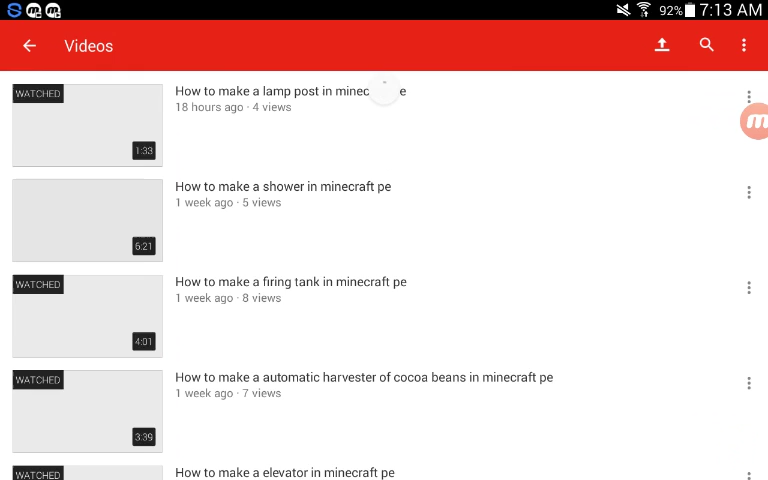 92% 7:13 AM
Videos
WATCHED
How to make a lamp post in minec e
18 hours ago · 4 views
1:33
How to make a shower in minecraft pe
1 week ago · 5 views
6:21
WATCHED
How to make a firing tank in minecraft pe
1 week ago · 8 views
4:01
WATCHED
How to make a automatic harvester of cocoa beans in minecraft pe
1 week ago · 7 views
3:39
WATCHED
How to make a elevator in minecraft pe